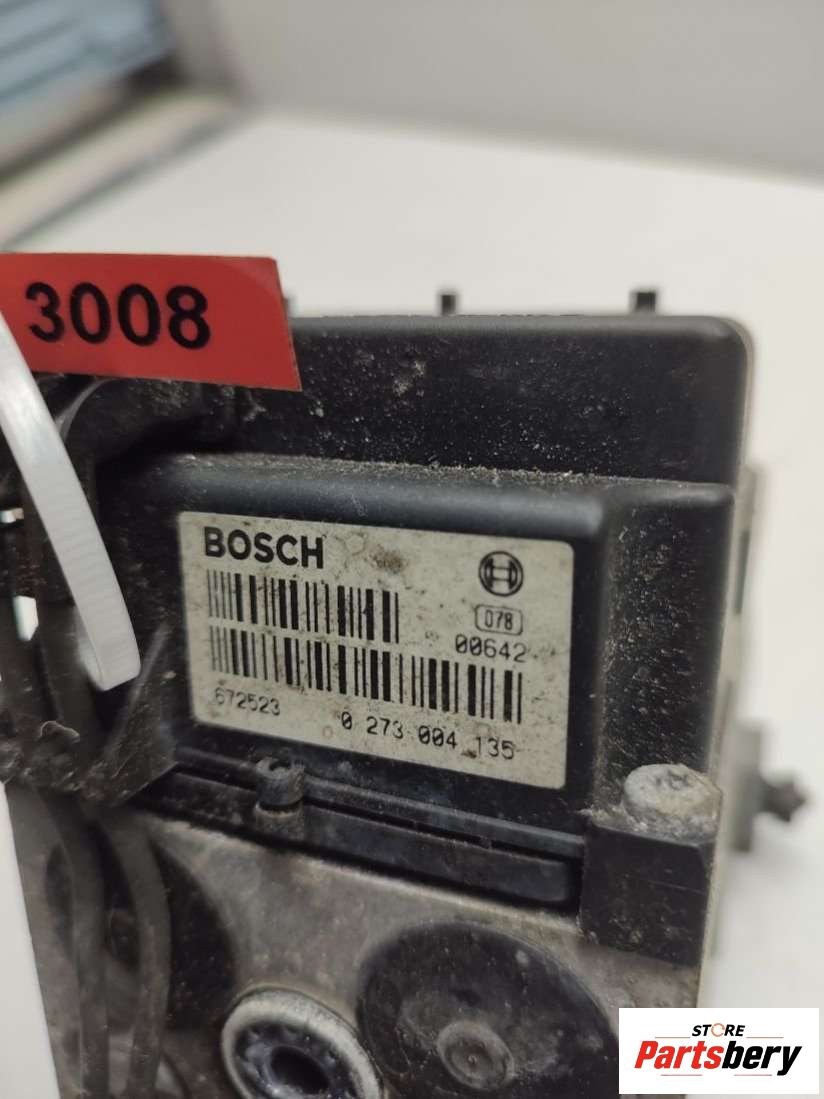 3008
BOSCH
078
00642
672523 0 273 004 135
STORE
Partsbery